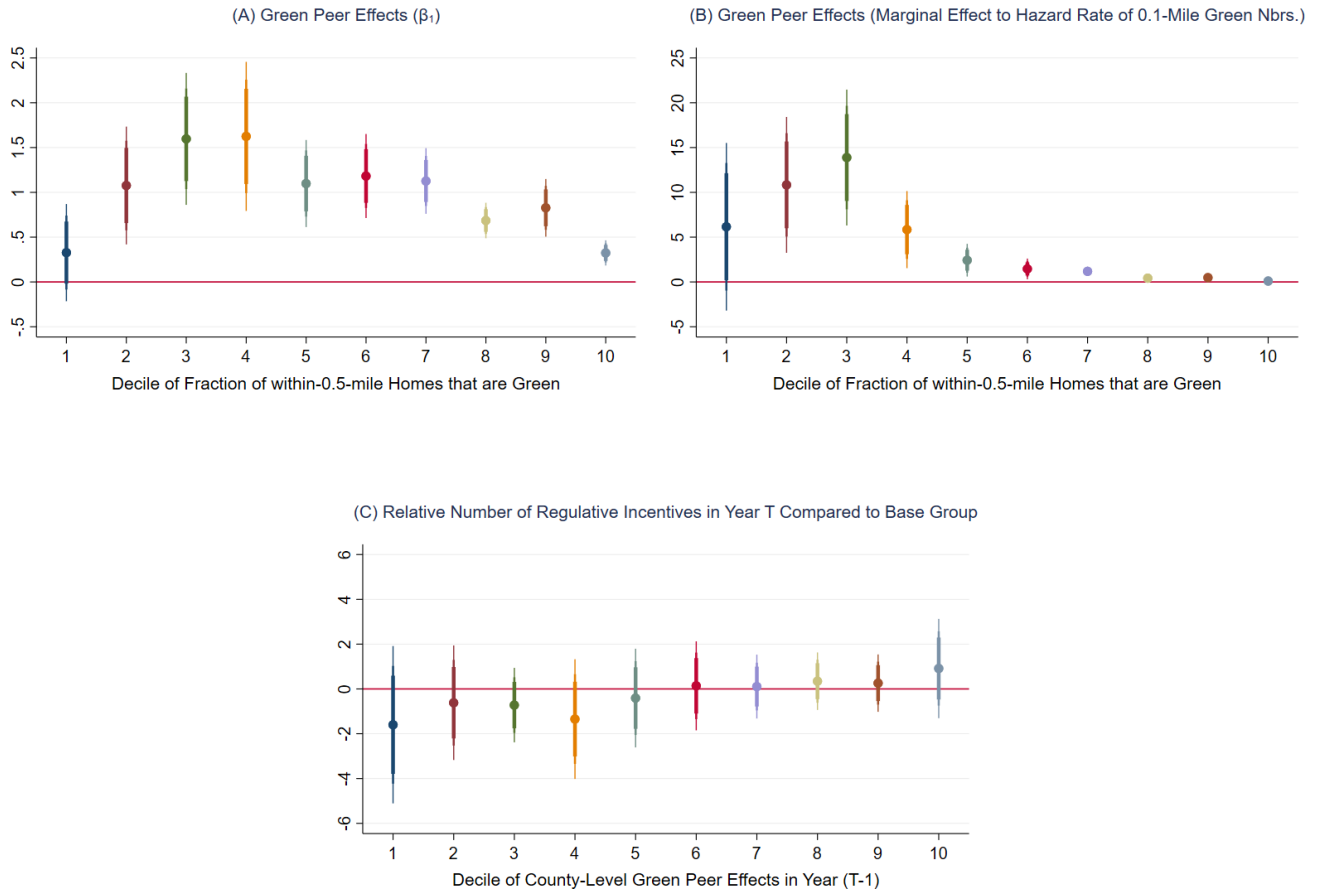 (A) Green Peer Effects (β₁)
2.5
2
1.5
1
.5
0
-.5
1 2 3 4 5 6 7 8 9 10
Decile of Fraction of within-0.5-mile Homes that are Green
(B) Green Peer Effects (Marginal Effect to Hazard Rate of 0.1-Mile Green Nbrs.)
25
20
15
10
5
0
-5
1 2 3 4 5 6 7 8 9 10
Decile of Fraction of within-0.5-mile Homes that are Green
(C) Relative Number of Regulative Incentives in Year T Compared to Base Group
6
4
2
0
-2
-4
-6
1 2 3 4 5 6 7 8 9 10
Decile of County-Level Green Peer Effects in Year (T-1)